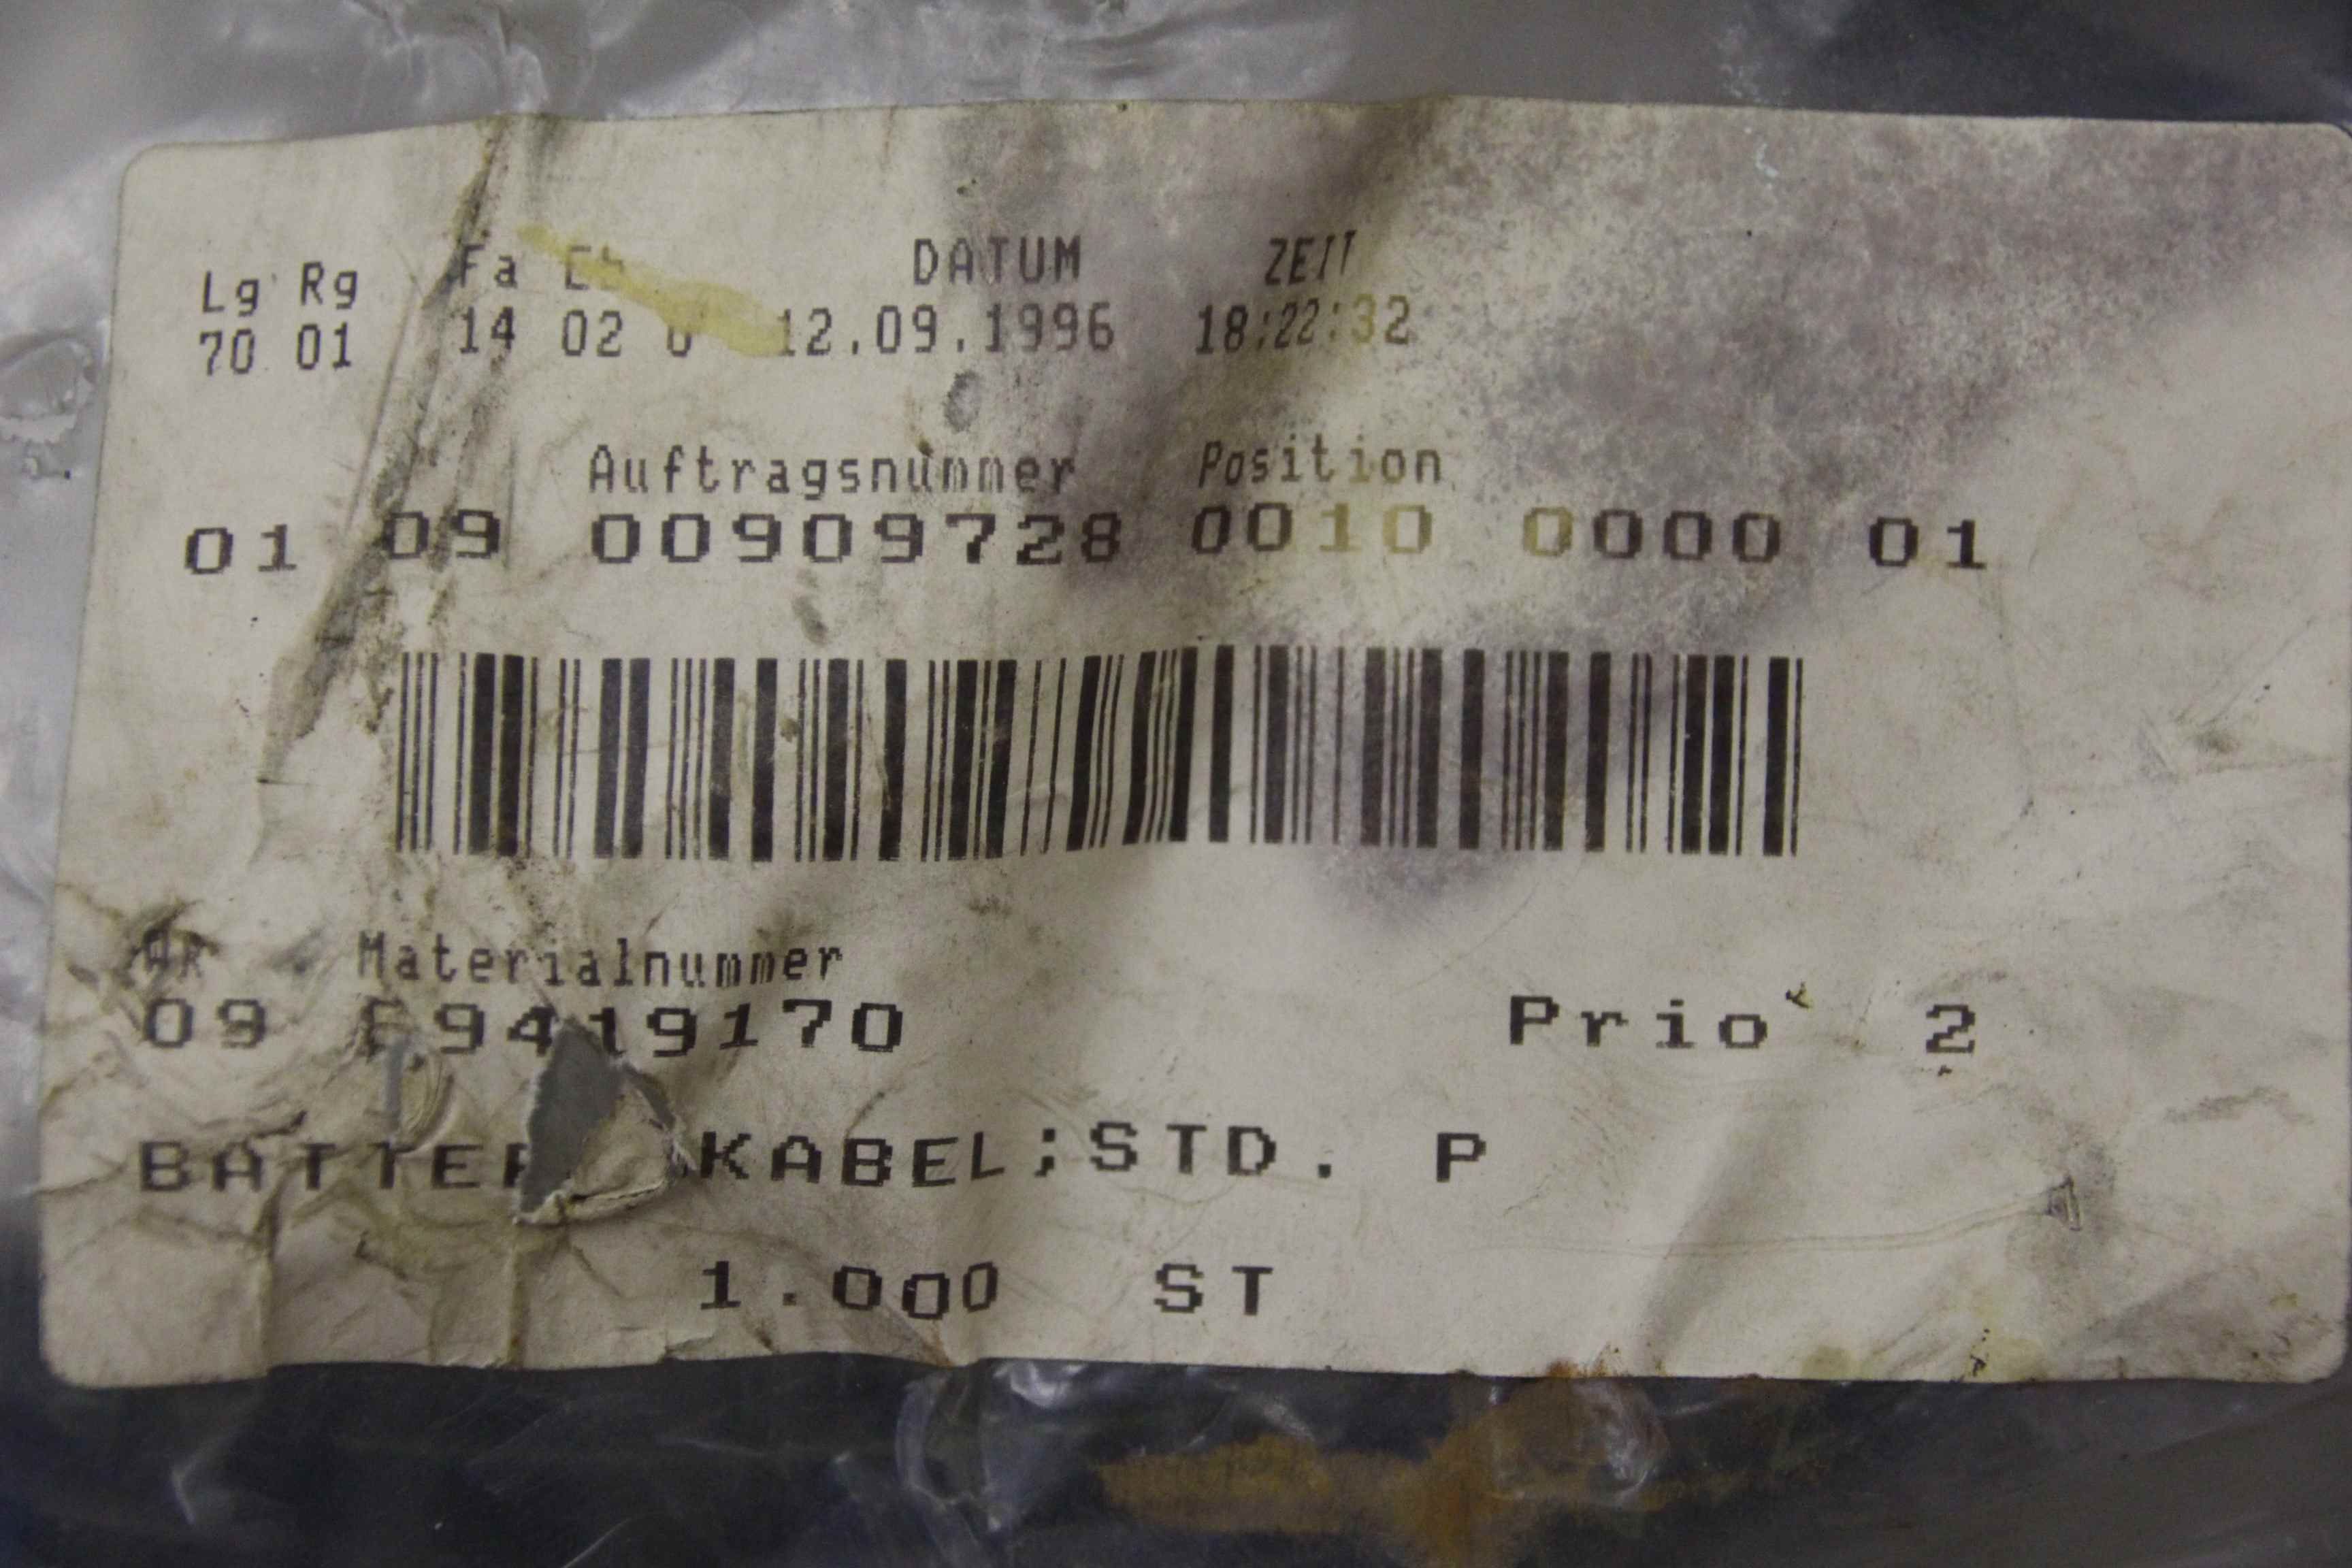 Lg Rg Fa DATUM ZEIT
70 01 14 02 12.09.1996 18:22:32
Auftragsnummer Position
01 09 00909728 0010 0000 01
Materialnummer
09 Prio 2
KABEL;STD. P
1.000 ST